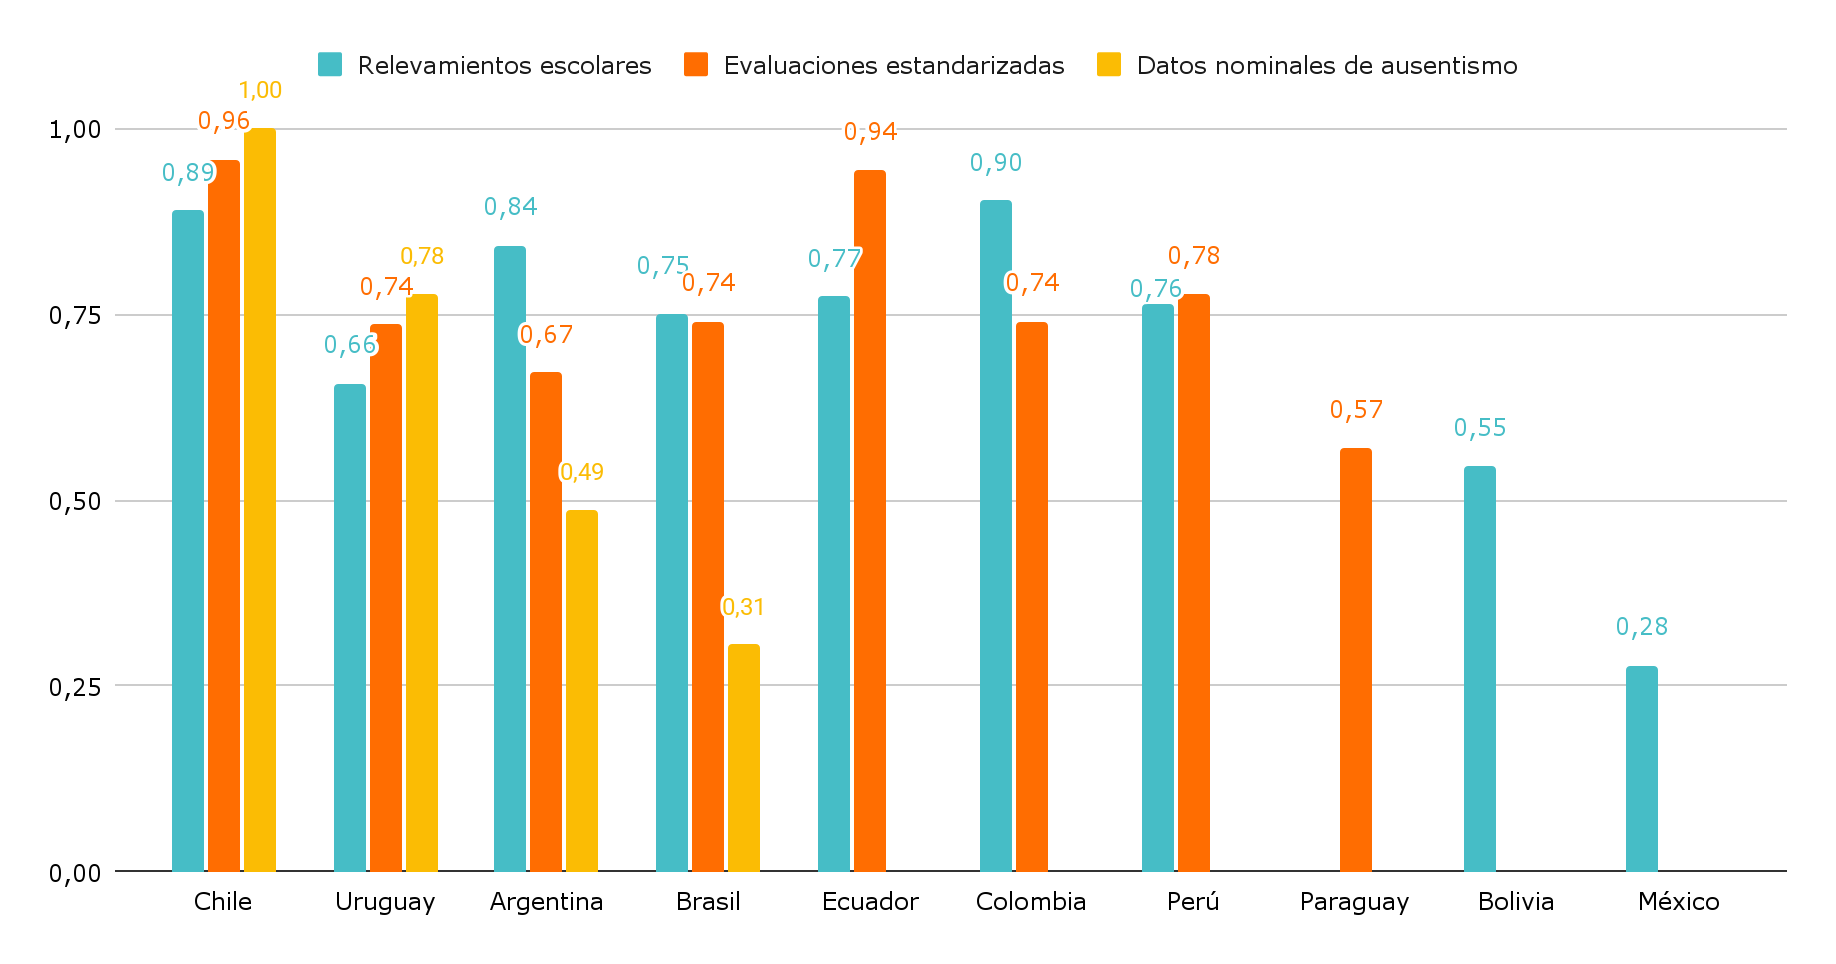 Relevamientos escolares Evaluaciones estandarizadas Datos nominales de ausentismo
1,00
0,75
0,50
0,25
0,00
0,89 0,96 1,00
0,66 0,74 0,78
0,84 0,67 0,49
0,75 0,74 0,31
0,77 0,94
0,90 0,74
0,76 0,78
0,57
0,55
0,28
Chile Uruguay Argentina Brasil Ecuador Colombia Perú Paraguay Bolivia México